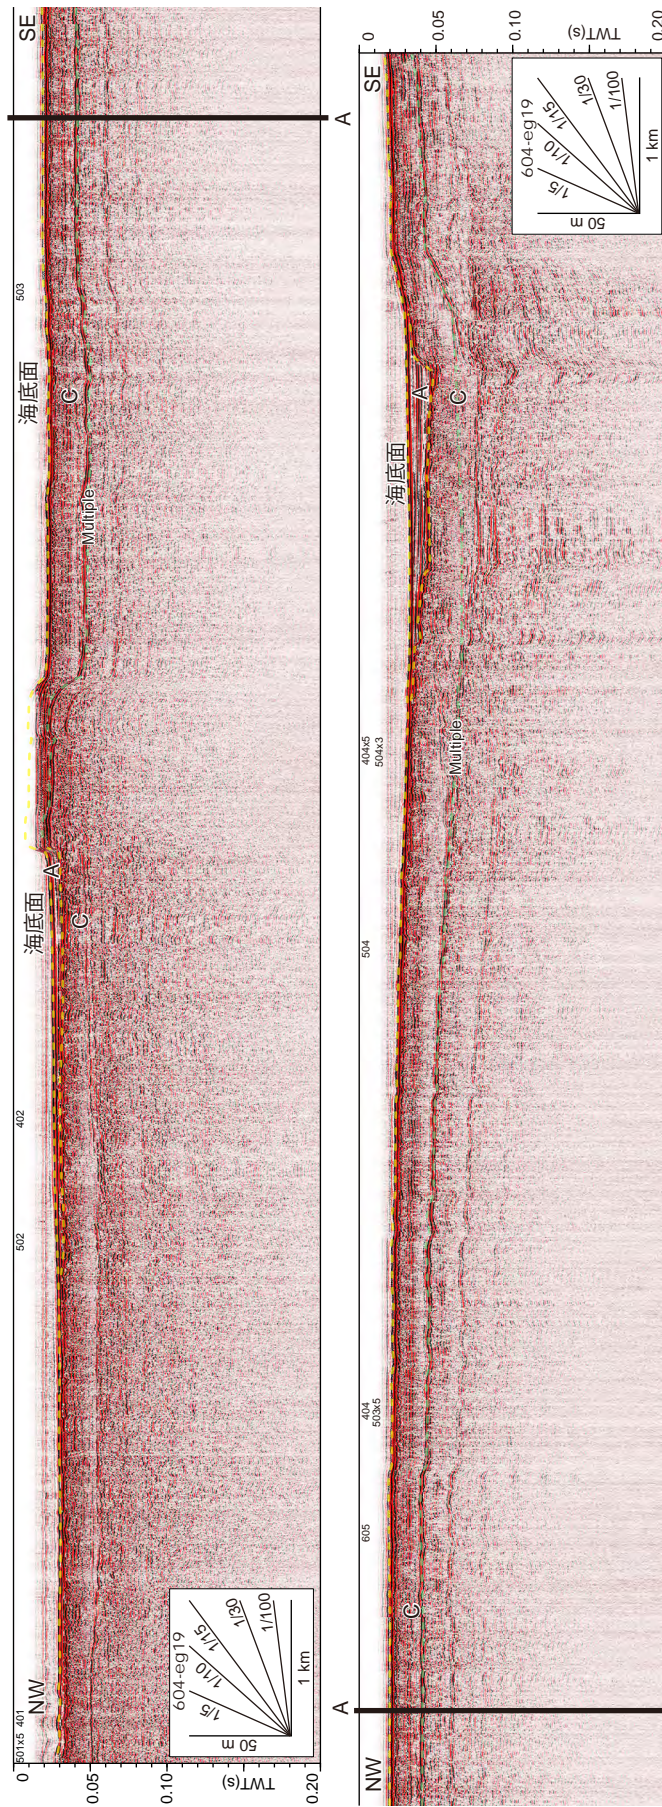 NW
SE
501x5 401
502
402
503
海底面
海底面
A
C
C
Multiple
A
0
0.05
0.10
0.15
0.20
TWT(s)
604-eg19
1/5
1/10
1/15
1/30
1/100
50 m
1 km
NW
SE
A
605
404
503x5
504
404x5
504x3
海底面
C
Multiple
A
C
0
0.05
0.10
0.15
0.20
TWT(s)
604-eg19
1/5
1/10
1/15
1/30
1/100
50 m
1 km